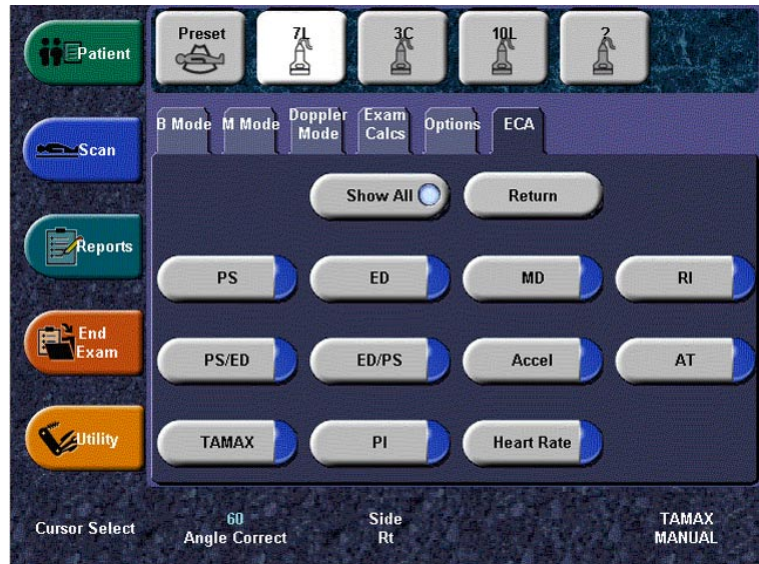 Patient
Scan
Reports
End
Exam
Utility
Preset
7L
3C
10L
?
B Mode
M Mode
Doppler
Mode
Exam
Calcs
Options
ECA
Show All
Return
PS
ED
MD
RI
PS/ED
ED/PS
Accel
AT
TAMAX
PI
Heart Rate
Cursor Select
60
Angle Correct
Side
Rt
TAMAX
MANUAL